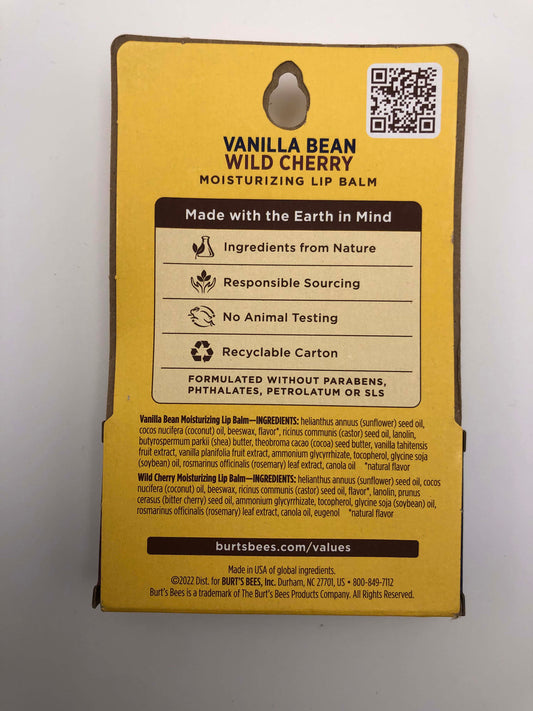 VANILLA BEAN
WILD CHERRY
MOISTURIZING LIP BALM
Made with the Earth in Mind
Ingredients from Nature
Responsible Sourcing
No Animal Testing
Recyclable Carton
FORMULATED WITHOUT PARABENS,
PHTHALATES, PETROLATUM OR SLS
Vanilla Bean Moisturizing Lip Balm—INGREDIENTS: helianthus annuus (sunflower) seed oil,
cocos nucifera (coconut) oil, beeswax, flavor*, ricinus communis (castor) seed oil, lanolin,
butyrospermum parkii (shea) butter, theobroma cacao (cocoa) seed butter, vanilla tahitensis
fruit extract, vanilla planifolia fruit extract, ammonium glycyrrhizate, tocopherol, glycine soja
(soybean) oil, rosmarinus officinalis (rosemary) leaf extract, canola oil *natural flavor
Wild Cherry Moisturizing Lip Balm—INGREDIENTS: helianthus annuus (sunflower) seed oil, cocos
nucifera (coconut) oil, beeswax, ricinus communis (castor) seed oil, flavor*, lanolin, prunus
cerasus (bitter cherry) seed oil, ammonium glycyrrhizate, tocopherol, glycine soja (soybean) oil,
rosmarinus officinalis (rosemary) leaf extract, canola oil, eugenol *natural flavor
burtsbees.com/values
Made in USA of global ingredients.
©2022 Dist. for BURT'S BEES, Inc. Durham, NC 27701, US • 800-849-7112
Burt's Bees is a trademark of The Burt's Bees Products Company. All Rights Reserved.